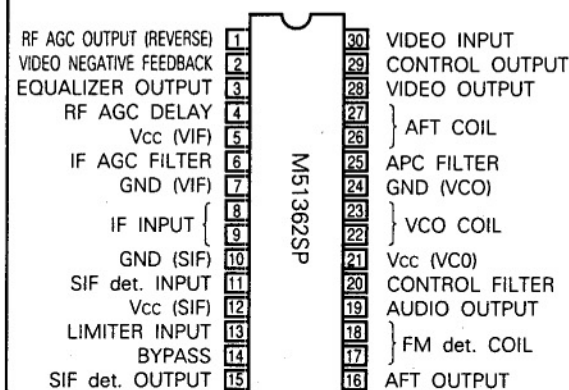 RF AGC OUTPUT (REVERSE) 1
VIDEO NEGATIVE FEEDBACK 2
EQUALIZER OUTPUT 3
RF AGC DELAY 4
Vcc (VIF) 5
IF AGC FILTER 6
GND (VIF) 7
IF INPUT { 8
9
GND (SIF) 10
SIF det. INPUT 11
Vcc (SIF) 12
LIMITER INPUT 13
BYPASS 14
SIF det. OUTPUT 15
M51362SP
30 VIDEO INPUT
29 CONTROL OUTPUT
28 VIDEO OUTPUT
27
26 } AFT COIL
25 APC FILTER
24 GND (VCO)
23
22 } VCO COIL
21 Vcc (VCO)
20 CONTROL FILTER
19 AUDIO OUTPUT
18
17 } FM det. COIL
16 AFT OUTPUT